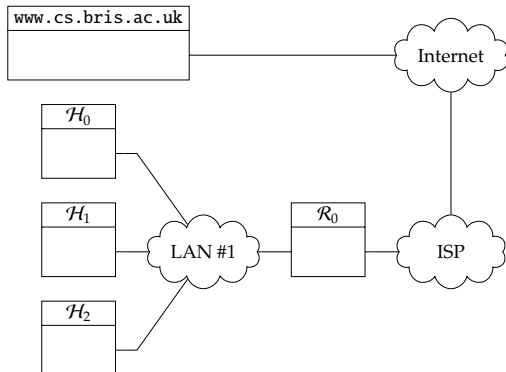 www.cs.bris.ac.uk
Internet
ℋ₀
ℋ₁
LAN #1
ℛ₀
ISP
ℋ₂